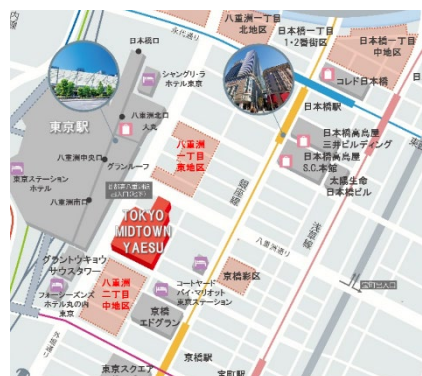 八重洲一丁目
北地区
日本橋一丁目
1・2番街区
日本橋一丁目
中地区
永代通り
日本橋口
シャングリ・ラ
ホテル東京
コレド日本橋
日本橋駅
東京駅
八重洲北口
大丸
日本橋高島屋
三井ビルディング
八重洲中央口
グランルーフ
八重洲
一丁目
東地区
日本橋高島屋
S.C.本館
東京ステーション
ホテル
太陽生命
日本橋ビル
八重洲南口
銀座線
浅草線
TOKYO
MIDTOWN
YAESU
八重洲通り
グラントウキョウ
サウスタワー
京橋彩区
宝町出入口
フォーシーズンズ
ホテル丸の内
東京
八重洲
二丁目
中地区
コートヤード
バイ・マリオット
東京ステーション
京橋
エドグラン
外堀通り
京橋駅
東京スクエア
宝町駅